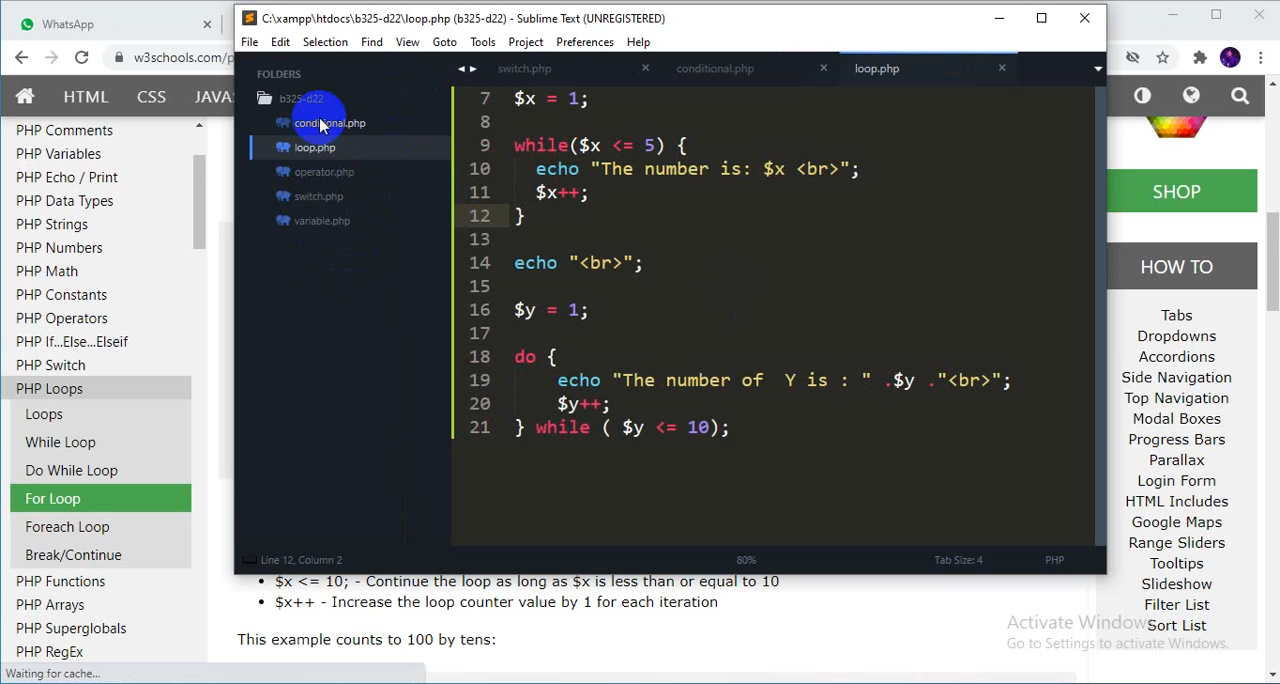 WhatsApp
C:\xampp\htdocs\b325-d22\loop.php (b325-d22) - Sublime Text (UNREGISTERED)
w3schools.com/p
File Edit Selection Find View Goto Tools Project Preferences Help
HTML CSS JAVA
FOLDERS
b325-d22
conditional.php
loop.php
operator.php
switch.php
variable.php
switch.php conditional.php loop.php
7 $x = 1;
8
9 while($x <= 5) {
10 echo "The number is: $x <br>";
11 $x++;
12 }
13
14 echo "<br>";
15
16 $y = 1;
17
18 do {
19 echo "The number of  Y is : " .$y ."<br>";
20 $y++;
21 } while ( $y <= 10);
Line 12, Column 2 80% Tab Size: 4 PHP
PHP Comments
PHP Variables
PHP Echo / Print
PHP Data Types
PHP Strings
PHP Numbers
PHP Math
PHP Constants
PHP Operators
PHP If...Else...Elseif
PHP Switch
PHP Loops
Loops
While Loop
Do While Loop
For Loop
Foreach Loop
Break/Continue
PHP Functions
PHP Arrays
PHP Superglobals
PHP RegEx
• $x <= 10; - Continue the loop as long as $x is less than or equal to 10
• $x++ - Increase the loop counter value by 1 for each iteration
This example counts to 100 by tens:
SHOP
HOW TO
Tabs
Dropdowns
Accordions
Side Navigation
Top Navigation
Modal Boxes
Progress Bars
Parallax
Login Form
HTML Includes
Google Maps
Range Sliders
Tooltips
Slideshow
Filter List
Sort List
Activate Windows
Go to Settings to activate Windows.
Waiting for cache...